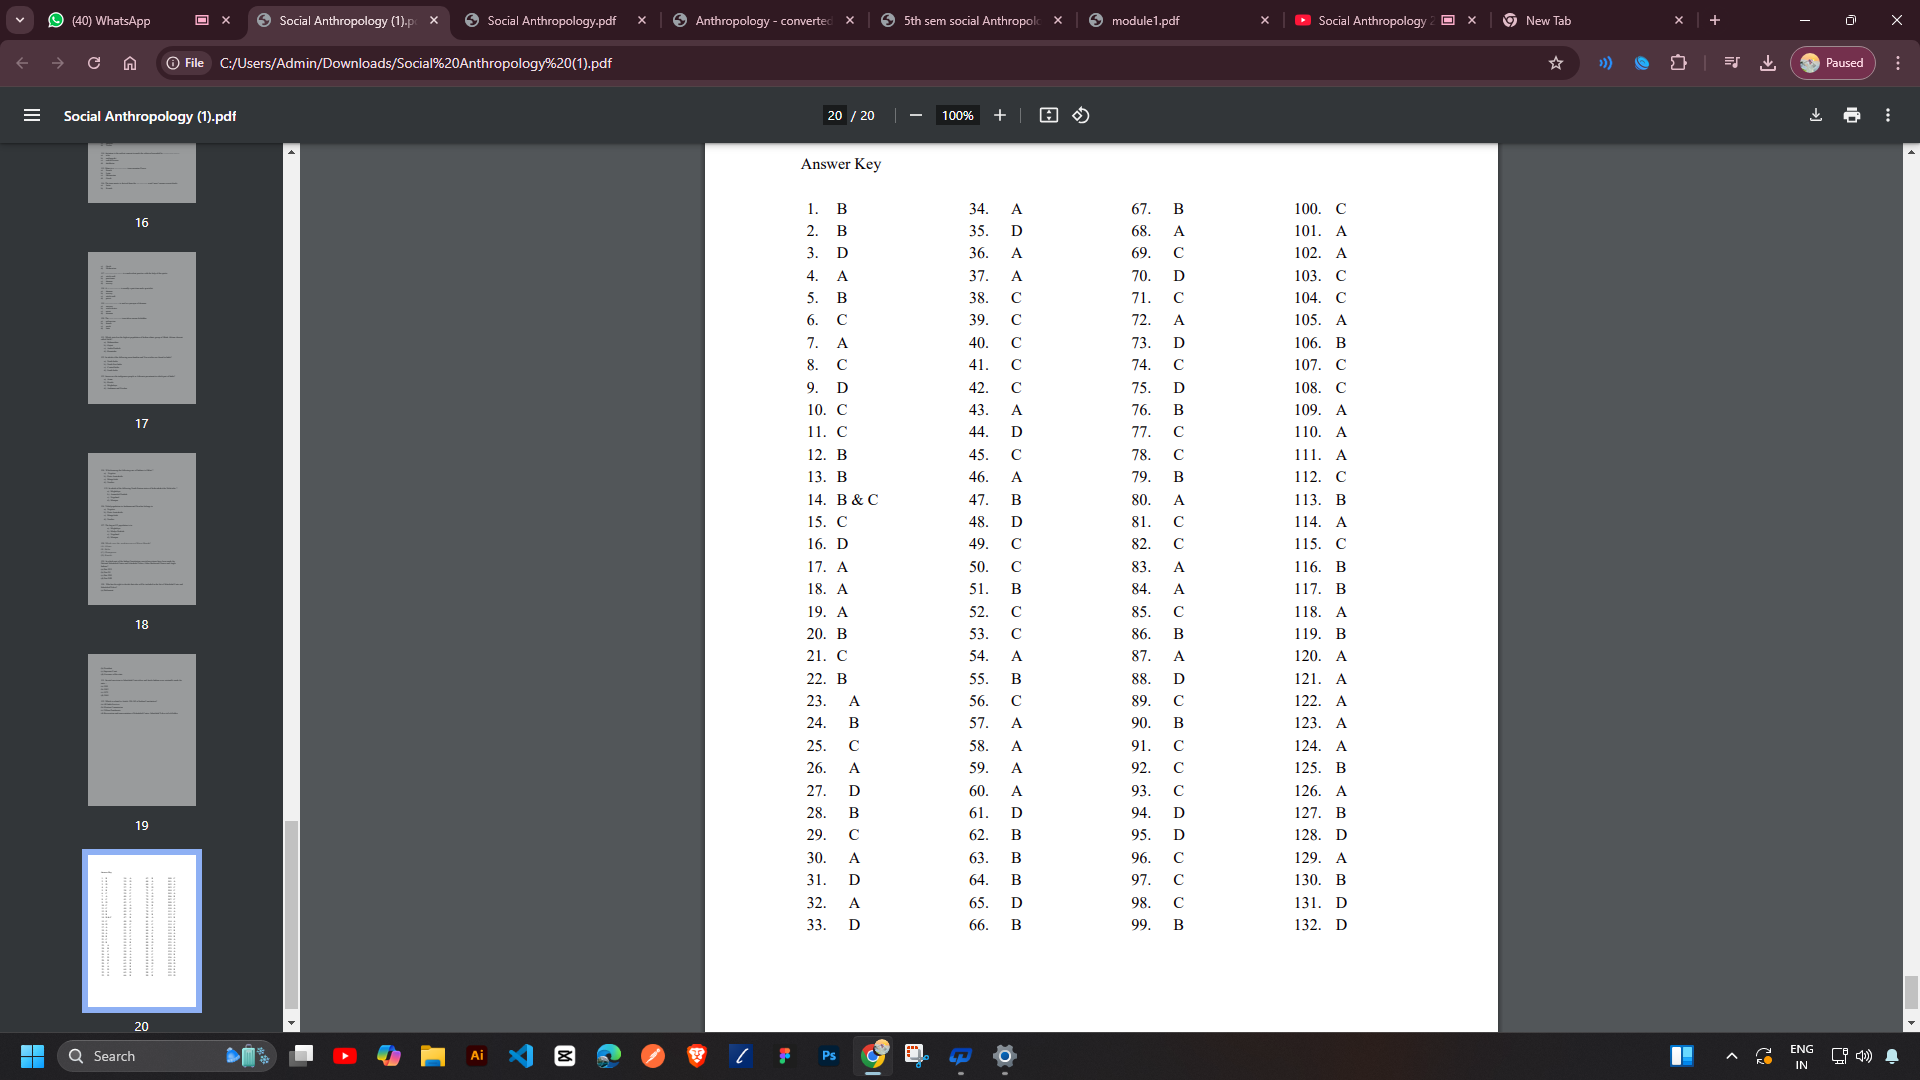 (40) WhatsApp
Social Anthropology (1).p
Social Anthropology.pdf
Anthropology - converted
5th sem social Anthropol
module1.pdf
Social Anthropology 2
New Tab
File
C:/Users/Admin/Downloads/Social%20Anthropology%20(1).pdf
Paused
Social Anthropology (1).pdf
20 / 20
100%
16
17
18
19
20
Answer Key
1. B
2. B
3. D
4. A
5. B
6. C
7. A
8. C
9. D
10. C
11. C
12. B
13. B
14. B & C
15. C
16. D
17. A
18. A
19. A
20. B
21. C
22. B
23. A
24. B
25. C
26. A
27. D
28. B
29. C
30. A
31. D
32. A
33. D
34. A
35. D
36. A
37. A
38. C
39. C
40. C
41. C
42. C
43. A
44. D
45. C
46. A
47. B
48. D
49. C
50. C
51. B
52. C
53. C
54. A
55. B
56. C
57. A
58. A
59. A
60. A
61. D
62. B
63. B
64. B
65. D
66. B
67. B
68. A
69. C
70. D
71. C
72. A
73. D
74. C
75. D
76. B
77. C
78. C
79. B
80. A
81. C
82. C
83. A
84. A
85. C
86. B
87. A
88. D
89. C
90. B
91. C
92. C
93. C
94. D
95. D
96. C
97. C
98. C
99. B
100. C
101. A
102. A
103. C
104. C
105. A
106. B
107. C
108. C
109. A
110. A
111. A
112. C
113. B
114. A
115. C
116. B
117. B
118. A
119. B
120. A
121. A
122. A
123. A
124. A
125. B
126. A
127. B
128. D
129. A
130. B
131. D
132. D
Search
Ai
Ps
ENG
IN